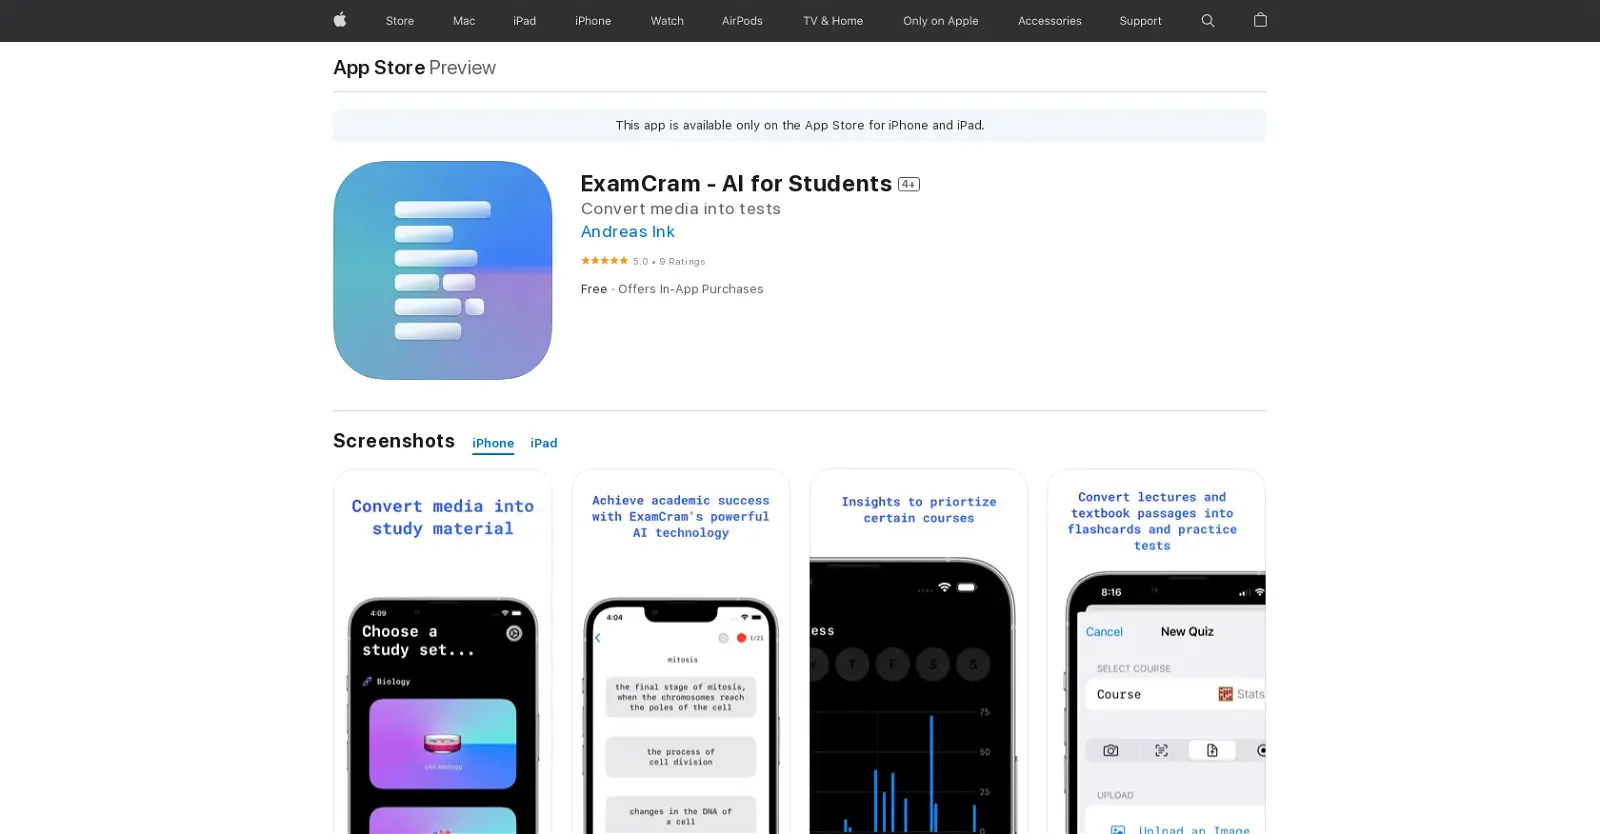 Store Mac iPad iPhone Watch AirPods TV & Home Only on Apple Accessories Support
App Store Preview
This app is available only on the App Store for iPhone and iPad.
ExamCram - AI for Students 4+
Convert media into tests
Andreas Ink
★★★★★ 5.0 • 9 Ratings
Free · Offers In-App Purchases
Screenshots iPhone iPad
Convert media into
study material
4:09
Choose a
study set...
Biology
cell biology
Achieve academic success
with ExamCram's powerful
AI technology
4:04
1/21
mitosis
the final stage of mitosis,
when the chromosomes reach
the poles of the cell
the process of
cell division
changes in the DNA of
a cell
Insights to priortize
certain courses
ess
W T F S S
75
50
25
0
Convert lectures and
textbook passages into
flashcards and practice
tests
8:16
Cancel New Quiz
SELECT COURSE
Course Stats
UPLOAD
Upload an Image